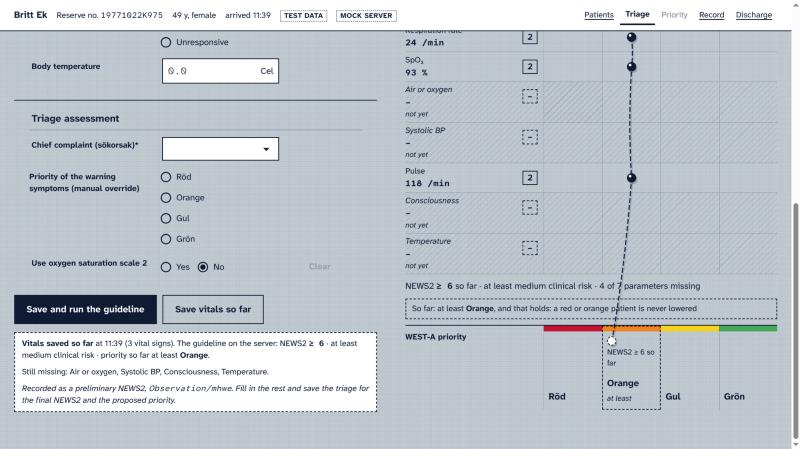 Britt Ek Reserve no. 19771022K975 49 y, female arrived 11:39 TEST DATA MOCK SERVER
Patients Triage Priority Record Discharge
Unresponsive
Body temperature
0.0 Cel
Triage assessment
Chief complaint (sökorsak)*
Priority of the warning
symptoms (manual override)
Röd
Orange
Gul
Grön
Use oxygen saturation scale 2
Yes No Clear
Save and run the guideline Save vitals so far
Vitals saved so far at 11:39 (3 vital signs). The guideline on the server: NEWS2 ≥ 6 · at least
medium clinical risk · priority so far at least Orange.
Still missing: Air or oxygen, Systolic BP, Consciousness, Temperature.
Recorded as a preliminary NEWS2, Observation/mhwe. Fill in the rest and save the triage for
the final NEWS2 and the proposed priority.
Respiration rate
24 /min 2
SpO₂
93 % 2
Air or oxygen
– –
not yet
Systolic BP
– –
not yet
Pulse
118 /min 2
Consciousness
– –
not yet
Temperature
– –
not yet
NEWS2 ≥ 6 so far · at least medium clinical risk · 4 of 7 parameters missing
So far: at least Orange, and that holds: a red or orange patient is never lowered
WEST-A priority
NEWS2 ≥ 6 so
far
Orange
at least
Röd
Gul
Grön